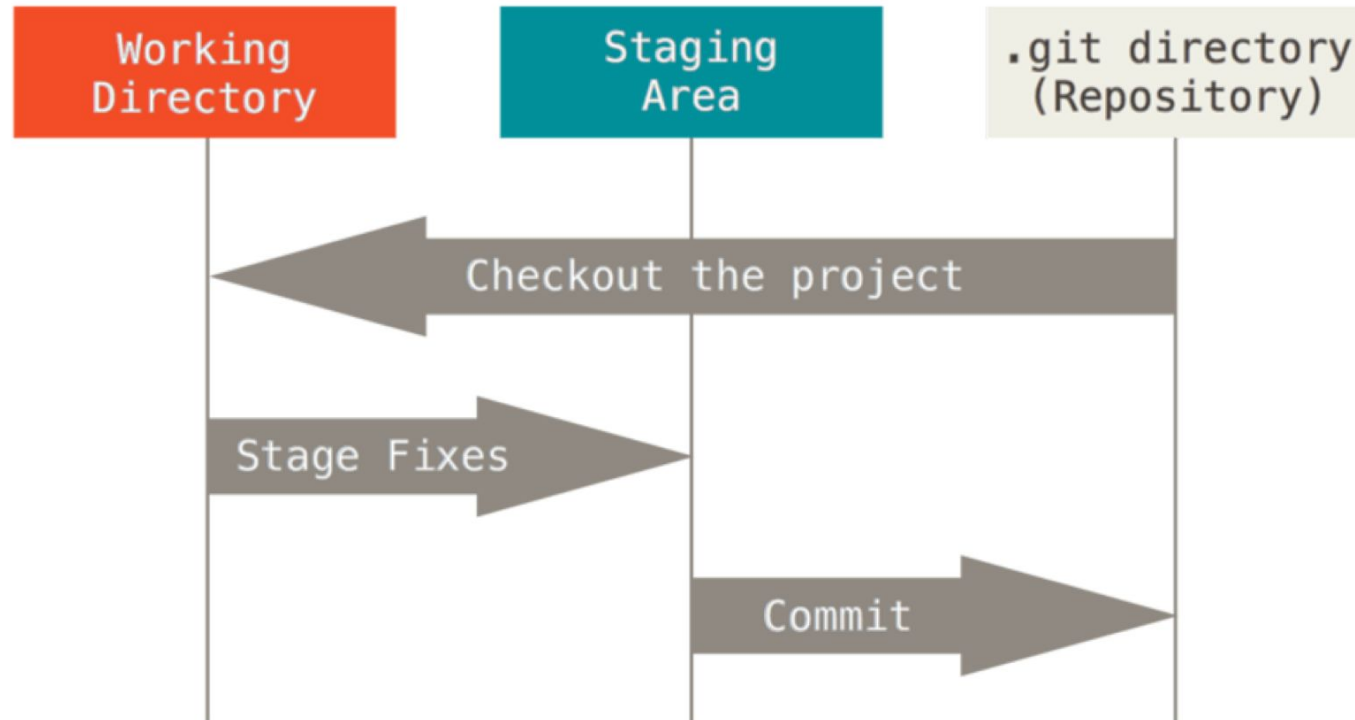 Working
Directory
Staging
Area
.git directory
(Repository)
Checkout the project
Stage Fixes
Commit